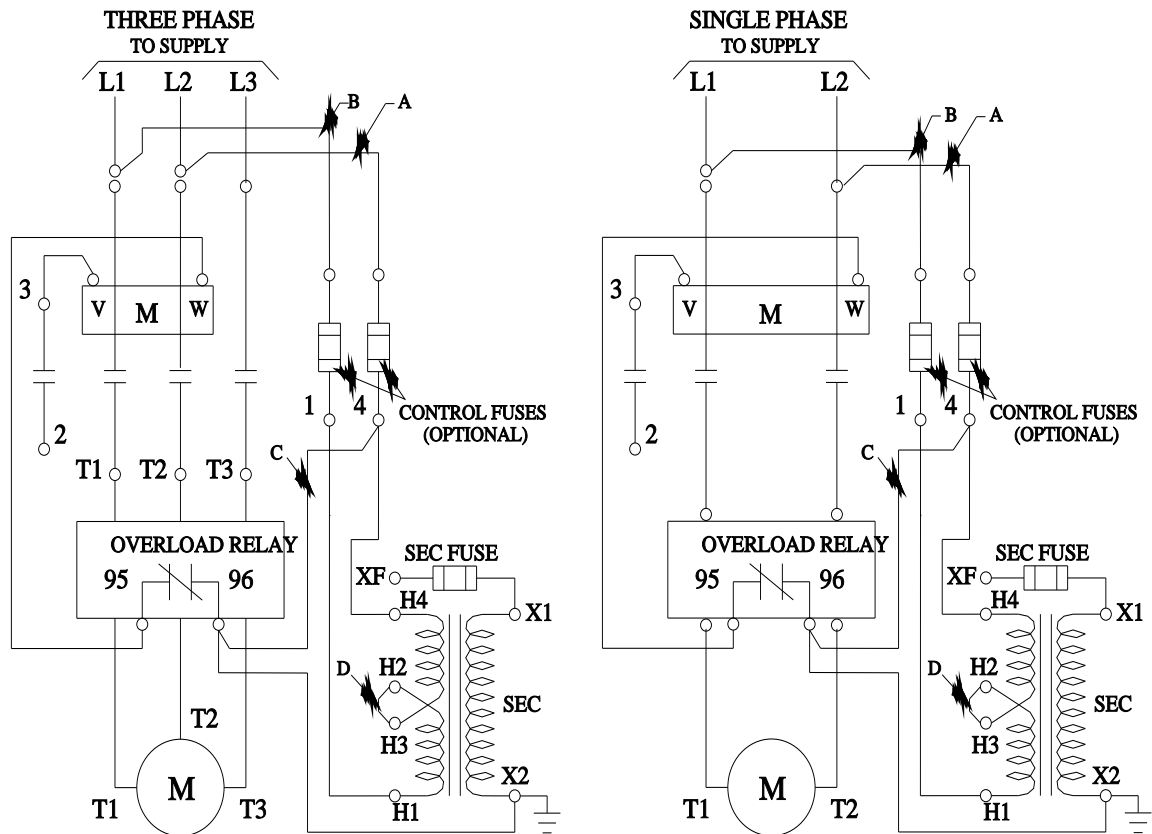 THREE PHASE
TO SUPPLY
L1 L2 L3
B A
3
V M W
1 4
CONTROL FUSES
(OPTIONAL)
2
C
T1 T2 T3
OVERLOAD RELAY
95 96
SEC FUSE
XF
H4 X1
D H2
SEC
H3
T2
X2
T1 M T3
H1
SINGLE PHASE
TO SUPPLY
L1 L2
B A
3
V M W
1 4
CONTROL FUSES
(OPTIONAL)
2
C
OVERLOAD RELAY
95 96
SEC FUSE
XF
H4 X1
D H2
SEC
H3
X2
T1 M T2
H1